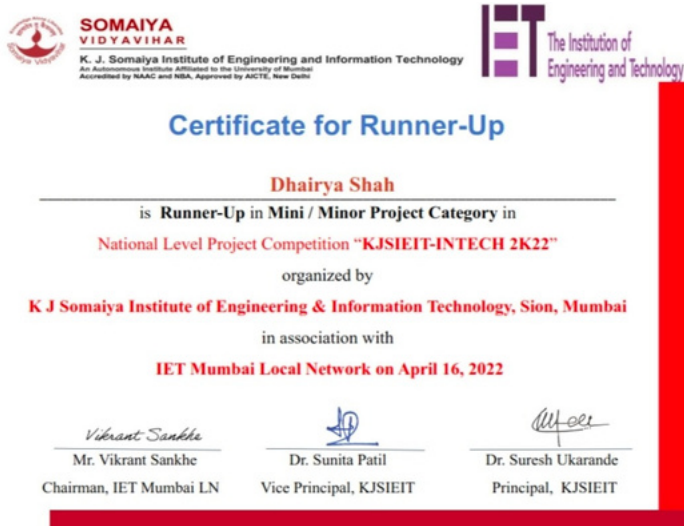 SOMAIYA
VIDYAVIHAR
K. J. Somaiya Institute of Engineering and Information Technology
An Autonomous Institute Affiliated to the University of Mumbai
Accredited by NAAC and NBA, Approved by AICTE, New Delhi
IET The Institution of
Engineering and Technology
Certificate for Runner-Up
Dhairya Shah
is Runner-Up in Mini / Minor Project Category in
National Level Project Competition “KJSIEIT-INTECH 2K22”
organized by
K J Somaiya Institute of Engineering & Information Technology, Sion, Mumbai
in association with
IET Mumbai Local Network on April 16, 2022
Vikrant Sankhe
Mr. Vikrant Sankhe Dr. Sunita Patil Dr. Suresh Ukarande
Chairman, IET Mumbai LN Vice Principal, KJSIEIT Principal, KJSIEIT